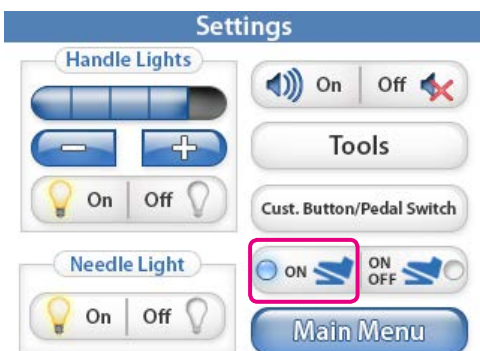 Settings
Handle Lights
On Off
Tools
On Off
Cust. Button/Pedal Switch
Needle Light
ON
ON
OFF
On Off
Main Menu